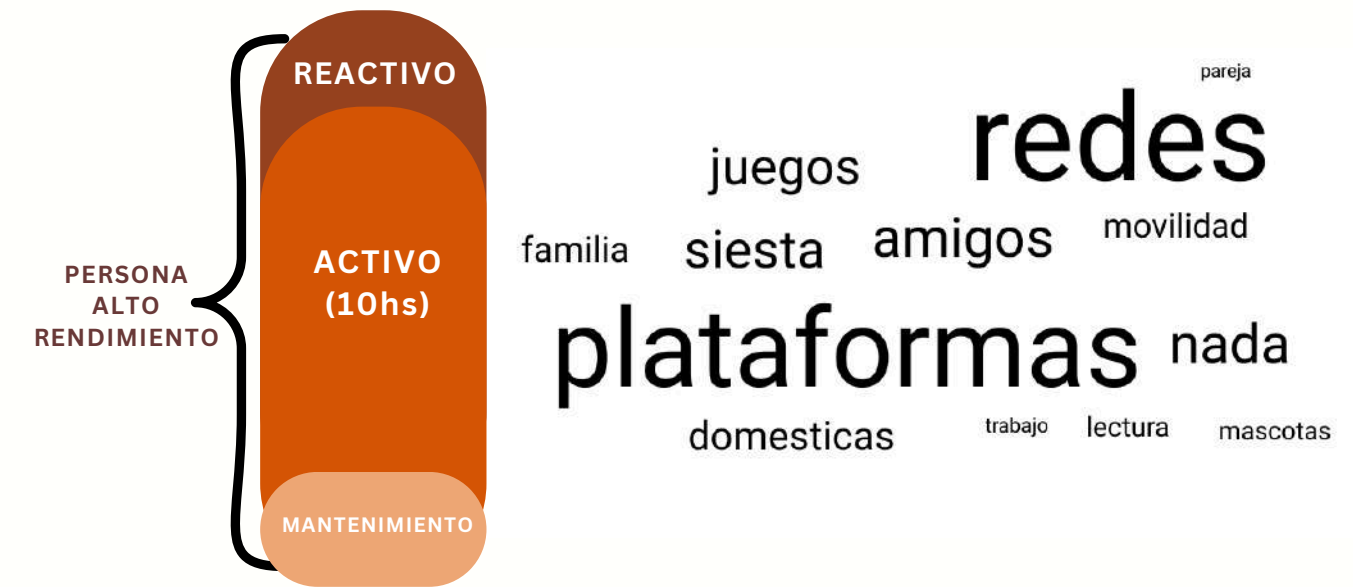 REACTIVO
ACTIVO
(10hs)
MANTENIMIENTO
PERSONA
ALTO
RENDIMIENTO
pareja
redes
juegos
movilidad
amigos
siesta
familia
plataformas
nada
domesticas
trabajo
lectura
mascotas